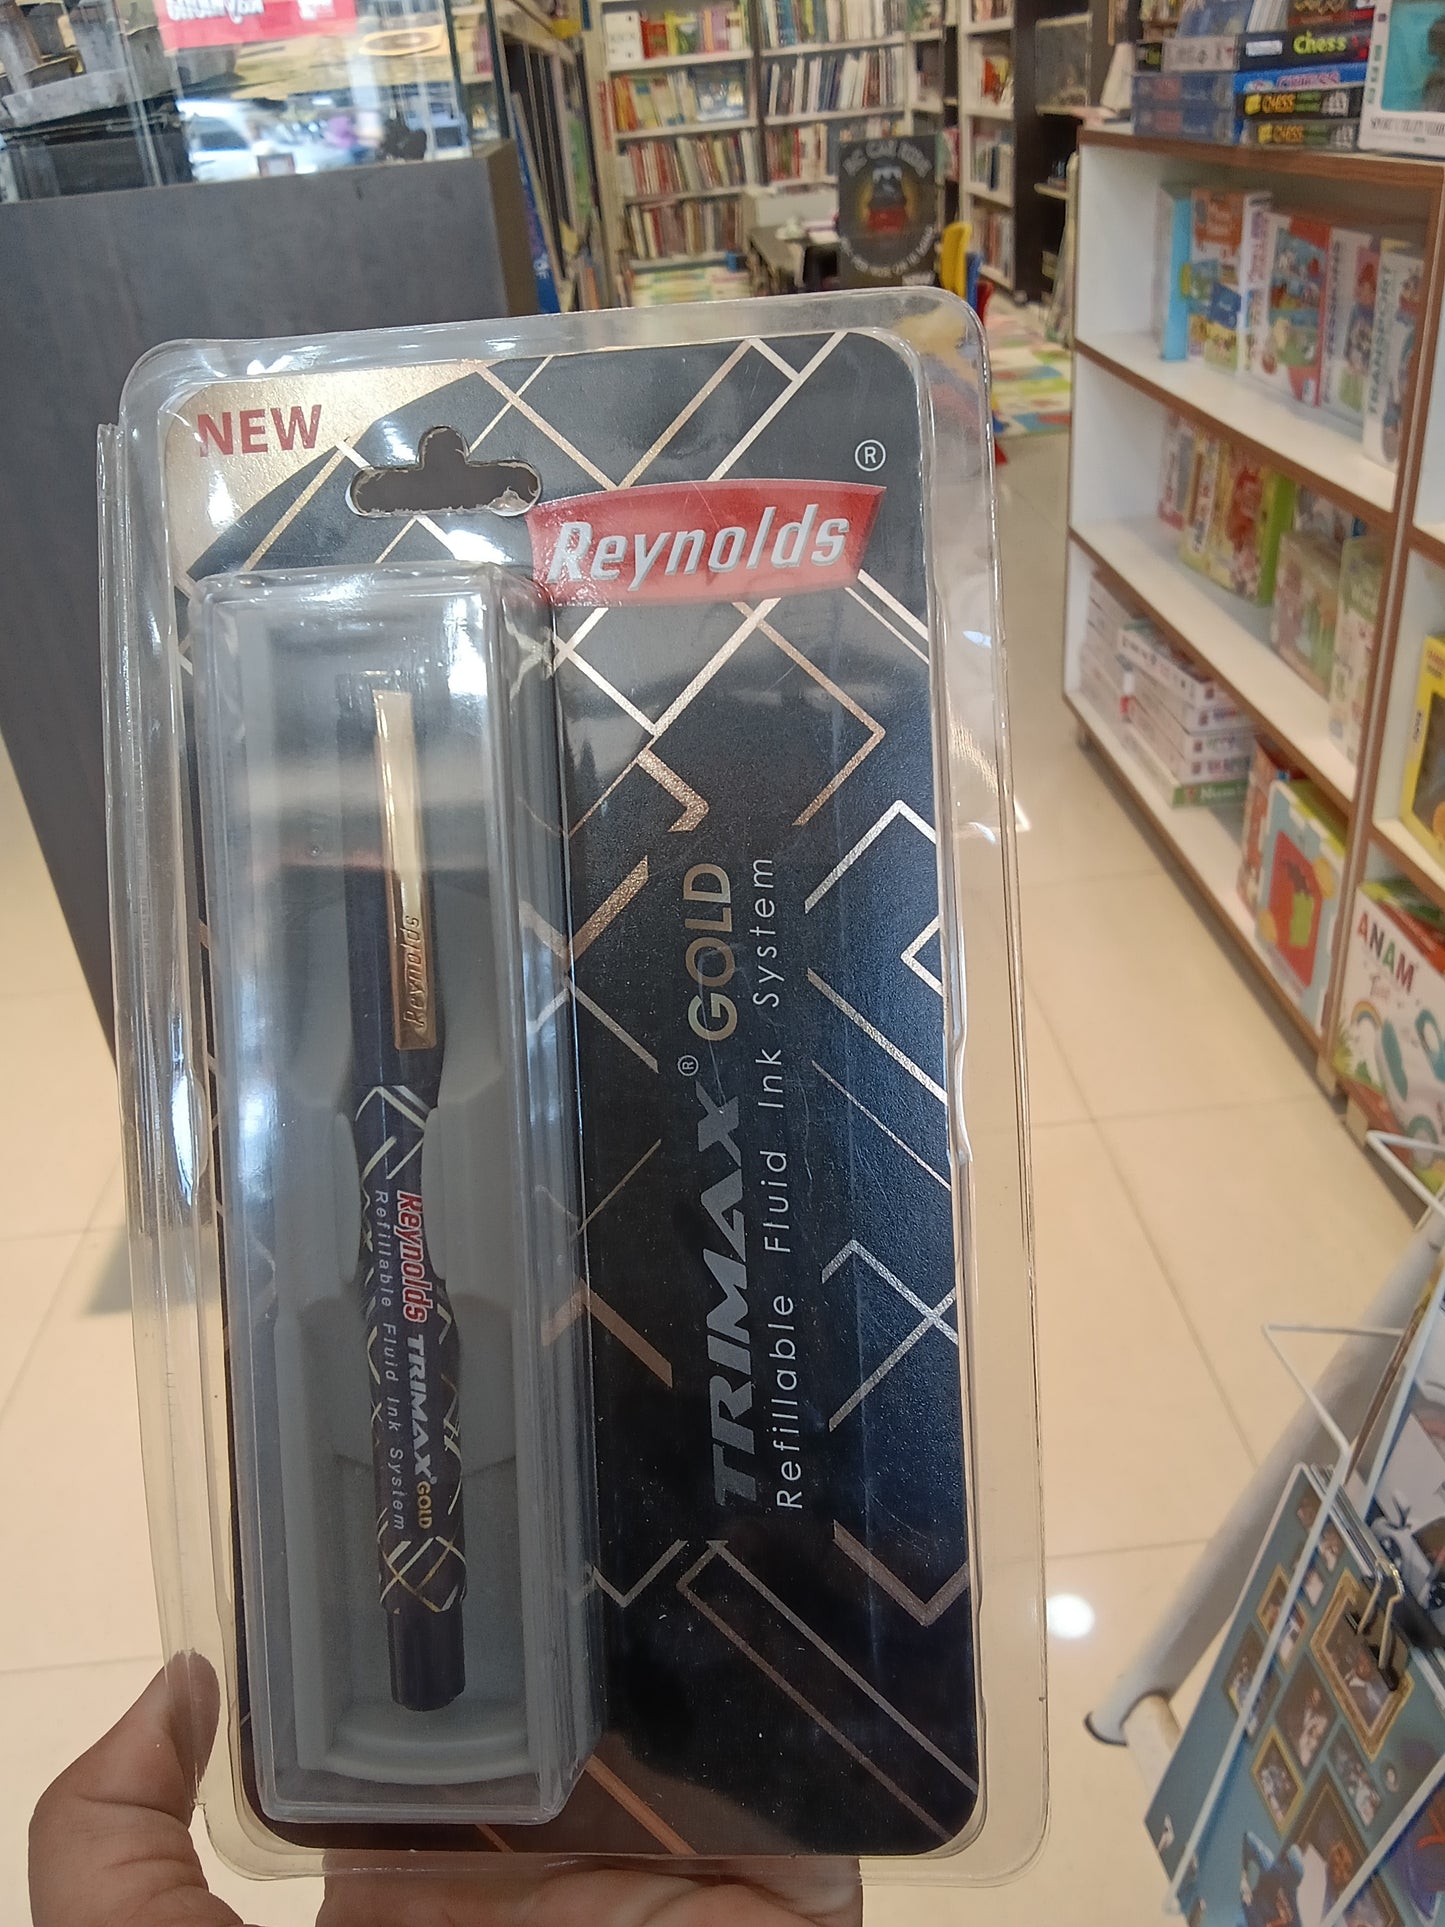 NEW
®
Reynolds
TRIMAX® GOLD
Refillable Fluid Ink System
Reynolds
Reynolds TRIMAX® GOLD
Refillable Fluid Ink System
Chess
CHESS
CHESS
ANAM